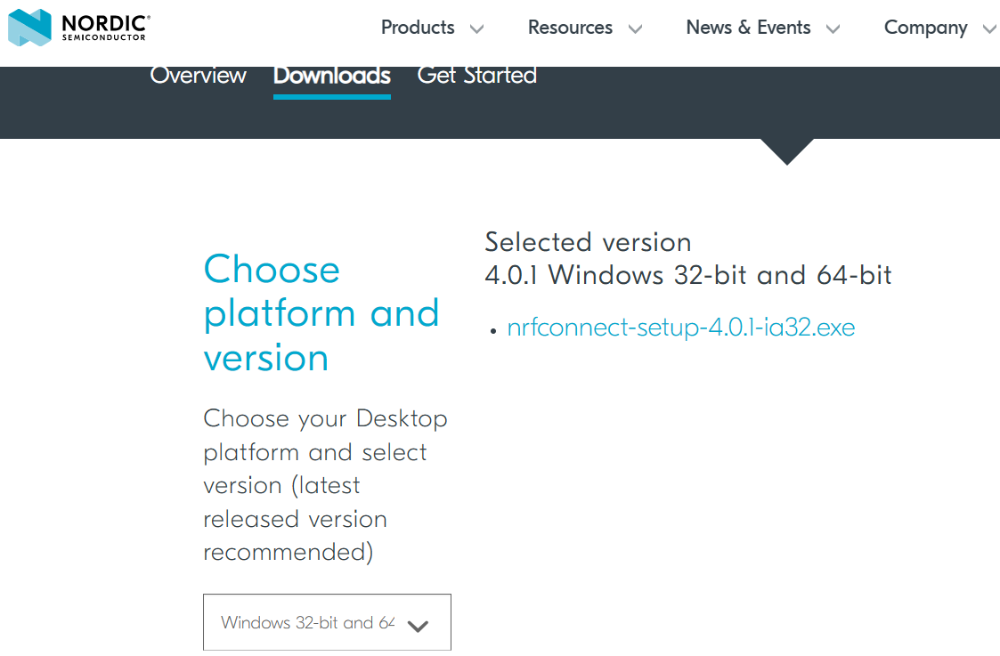 NORDIC®
SEMICONDUCTOR
Products
Resources
News & Events
Company
Overview
Downloads
Get Started
Choose
platform and
version
Choose your Desktop
platform and select
version (latest
released version
recommended)
Windows 32-bit and 64
Selected version
4.0.1 Windows 32-bit and 64-bit
• nrfconnect-setup-4.0.1-ia32.exe